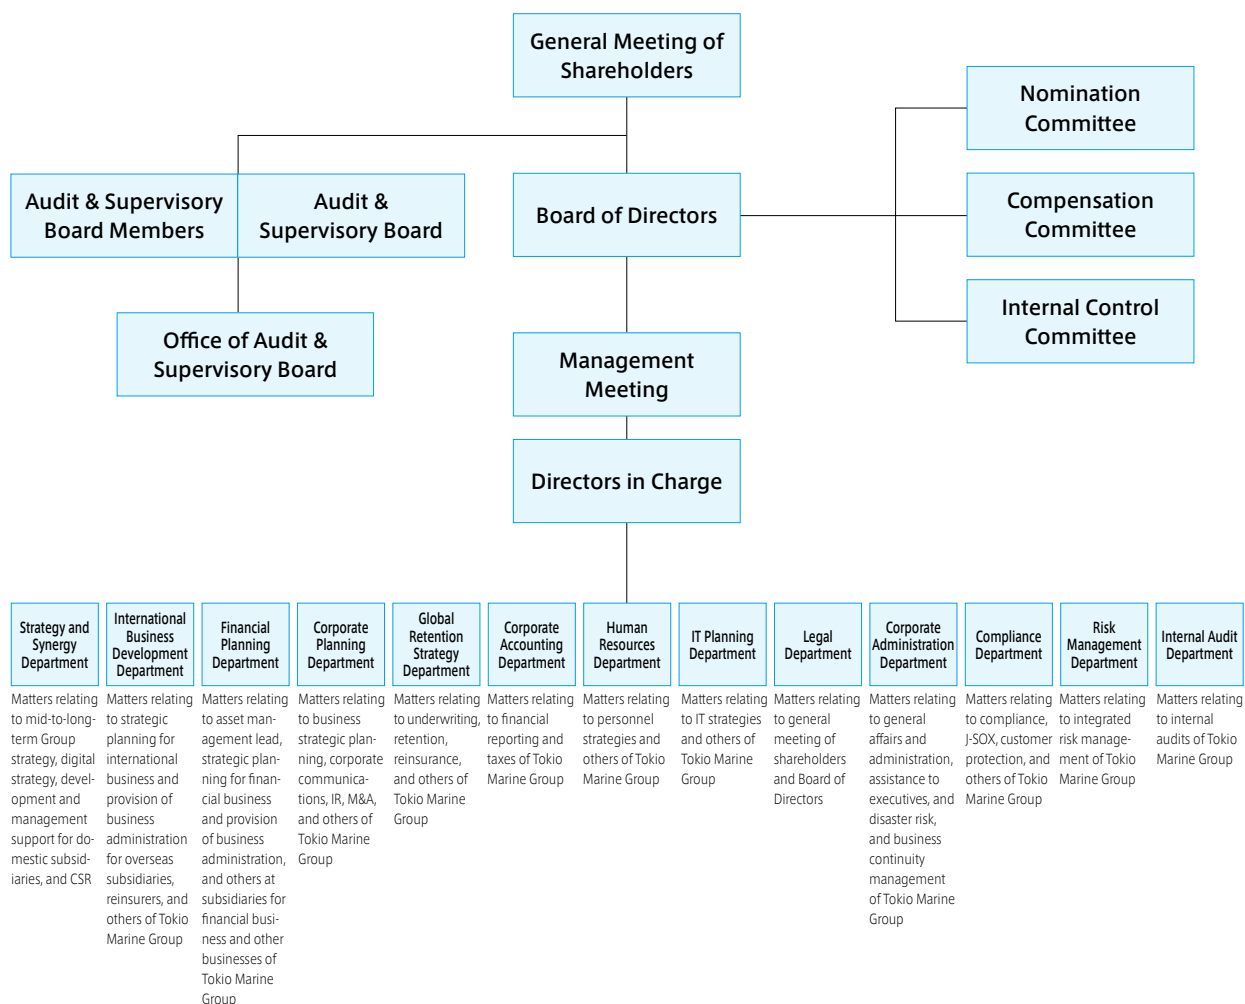 General Meeting of
Shareholders
Nomination
Committee
Audit & Supervisory
Board Members
Audit &
Supervisory Board
Board of Directors
Compensation
Committee
Internal Control
Committee
Office of Audit &
Supervisory Board
Management
Meeting
Directors in Charge
Strategy and
Synergy
Department
Matters relating
to mid-to-long-
term Group
strategy, digital
strategy, devel-
opment and
management
support for do-
mestic subsid-
iaries, and CSR
International
Business
Development
Department
Matters relating
to strategic
planning for
international
business and
provision of
business
administration
for overseas
subsidiaries,
reinsurers, and
others of Tokio
Marine Group
Financial
Planning
Department
Matters relating
to asset man-
agement lead,
strategic plan-
ning for finan-
cial business
and provision
of business
administration,
and others at
subsidiaries for
financial busi-
ness and other
businesses of
Tokio Marine
Group
Corporate
Planning
Department
Matters relating
to business
strategic plan-
ning, corporate
communica-
tions, IR, M&A,
and others of
Tokio Marine
Group
Global
Retention
Strategy
Department
Matters relating
to underwriting,
retention,
reinsurance,
and others of
Tokio Marine
Group
Corporate
Accounting
Department
Matters relating
to financial
reporting and
taxes of Tokio
Marine Group
Human
Resources
Department
Matters relating
to personnel
strategies and
others of Tokio
Marine Group
IT Planning
Department
Matters relating
to IT strategies
and others of
Tokio Marine
Group
Legal
Department
Matters relating
to general
meeting of
shareholders
and Board of
Directors
Corporate
Administration
Department
Matters relating
to general
affairs and
administration,
assistance to
executives, and
disaster risk,
and business
continuity
management
of Tokio Marine
Group
Compliance
Department
Matters relating
to compliance,
J-SOX, customer
protection, and
others of Tokio
Marine Group
Risk
Management
Department
Matters relating
to integrated
risk manage-
ment of Tokio
Marine Group
Internal Audit
Department
Matters relating
to internal
audits of Tokio
Marine Group